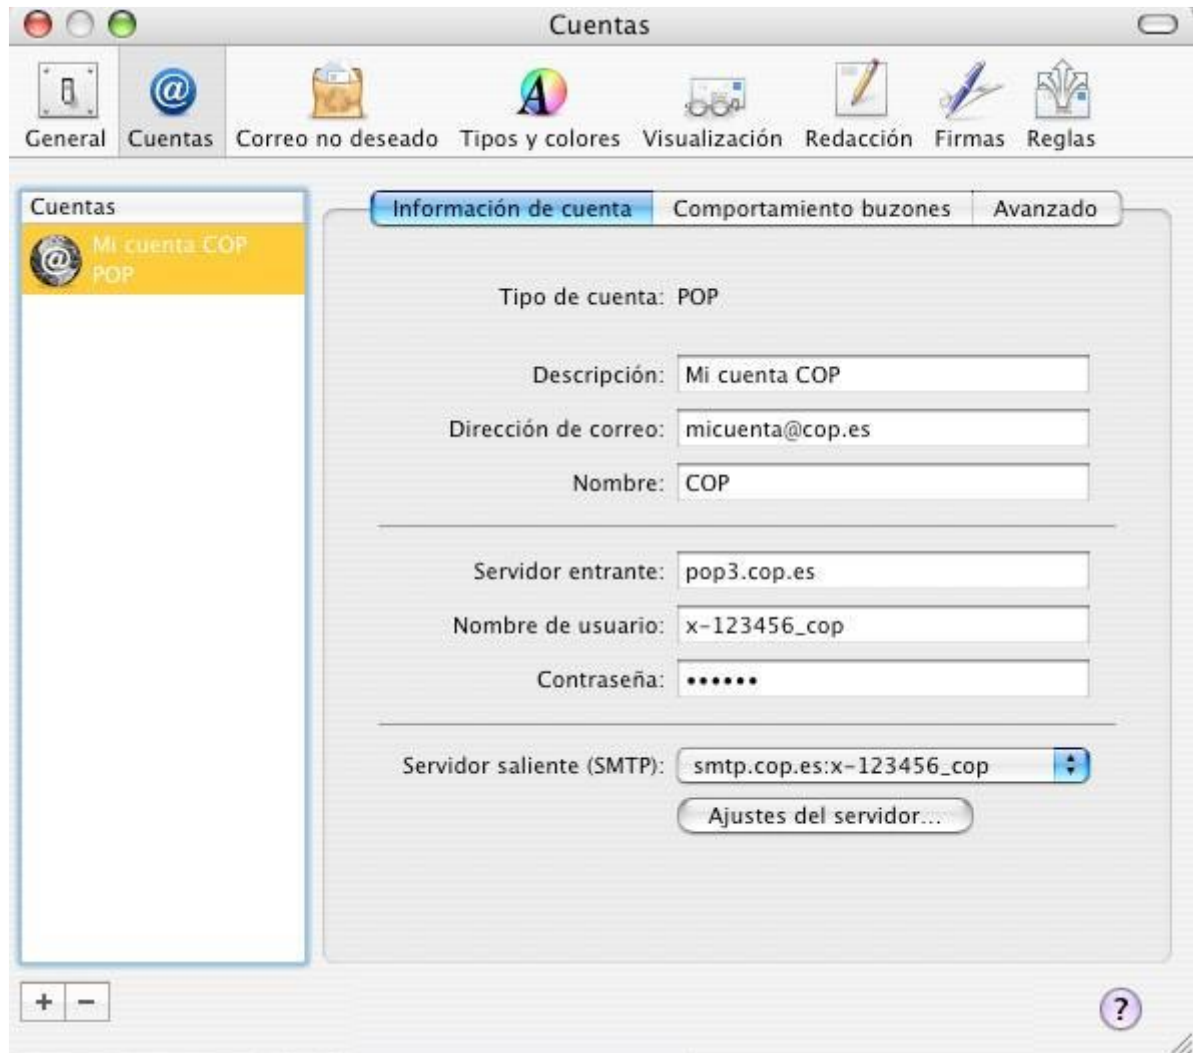 Cuentas
General Cuentas Correo no deseado Tipos y colores Visualización Redacción Firmas Reglas
Cuentas
Mi cuenta COP
POP
Información de cuenta Comportamiento buzones Avanzado
Tipo de cuenta: POP
Descripción: Mi cuenta COP
Dirección de correo: micuenta@cop.es
Nombre: COP
Servidor entrante: pop3.cop.es
Nombre de usuario: x-123456_cop
Contraseña: ••••••
Servidor saliente (SMTP): smtp.cop.es:x-123456_cop
Ajustes del servidor...
+ - ?